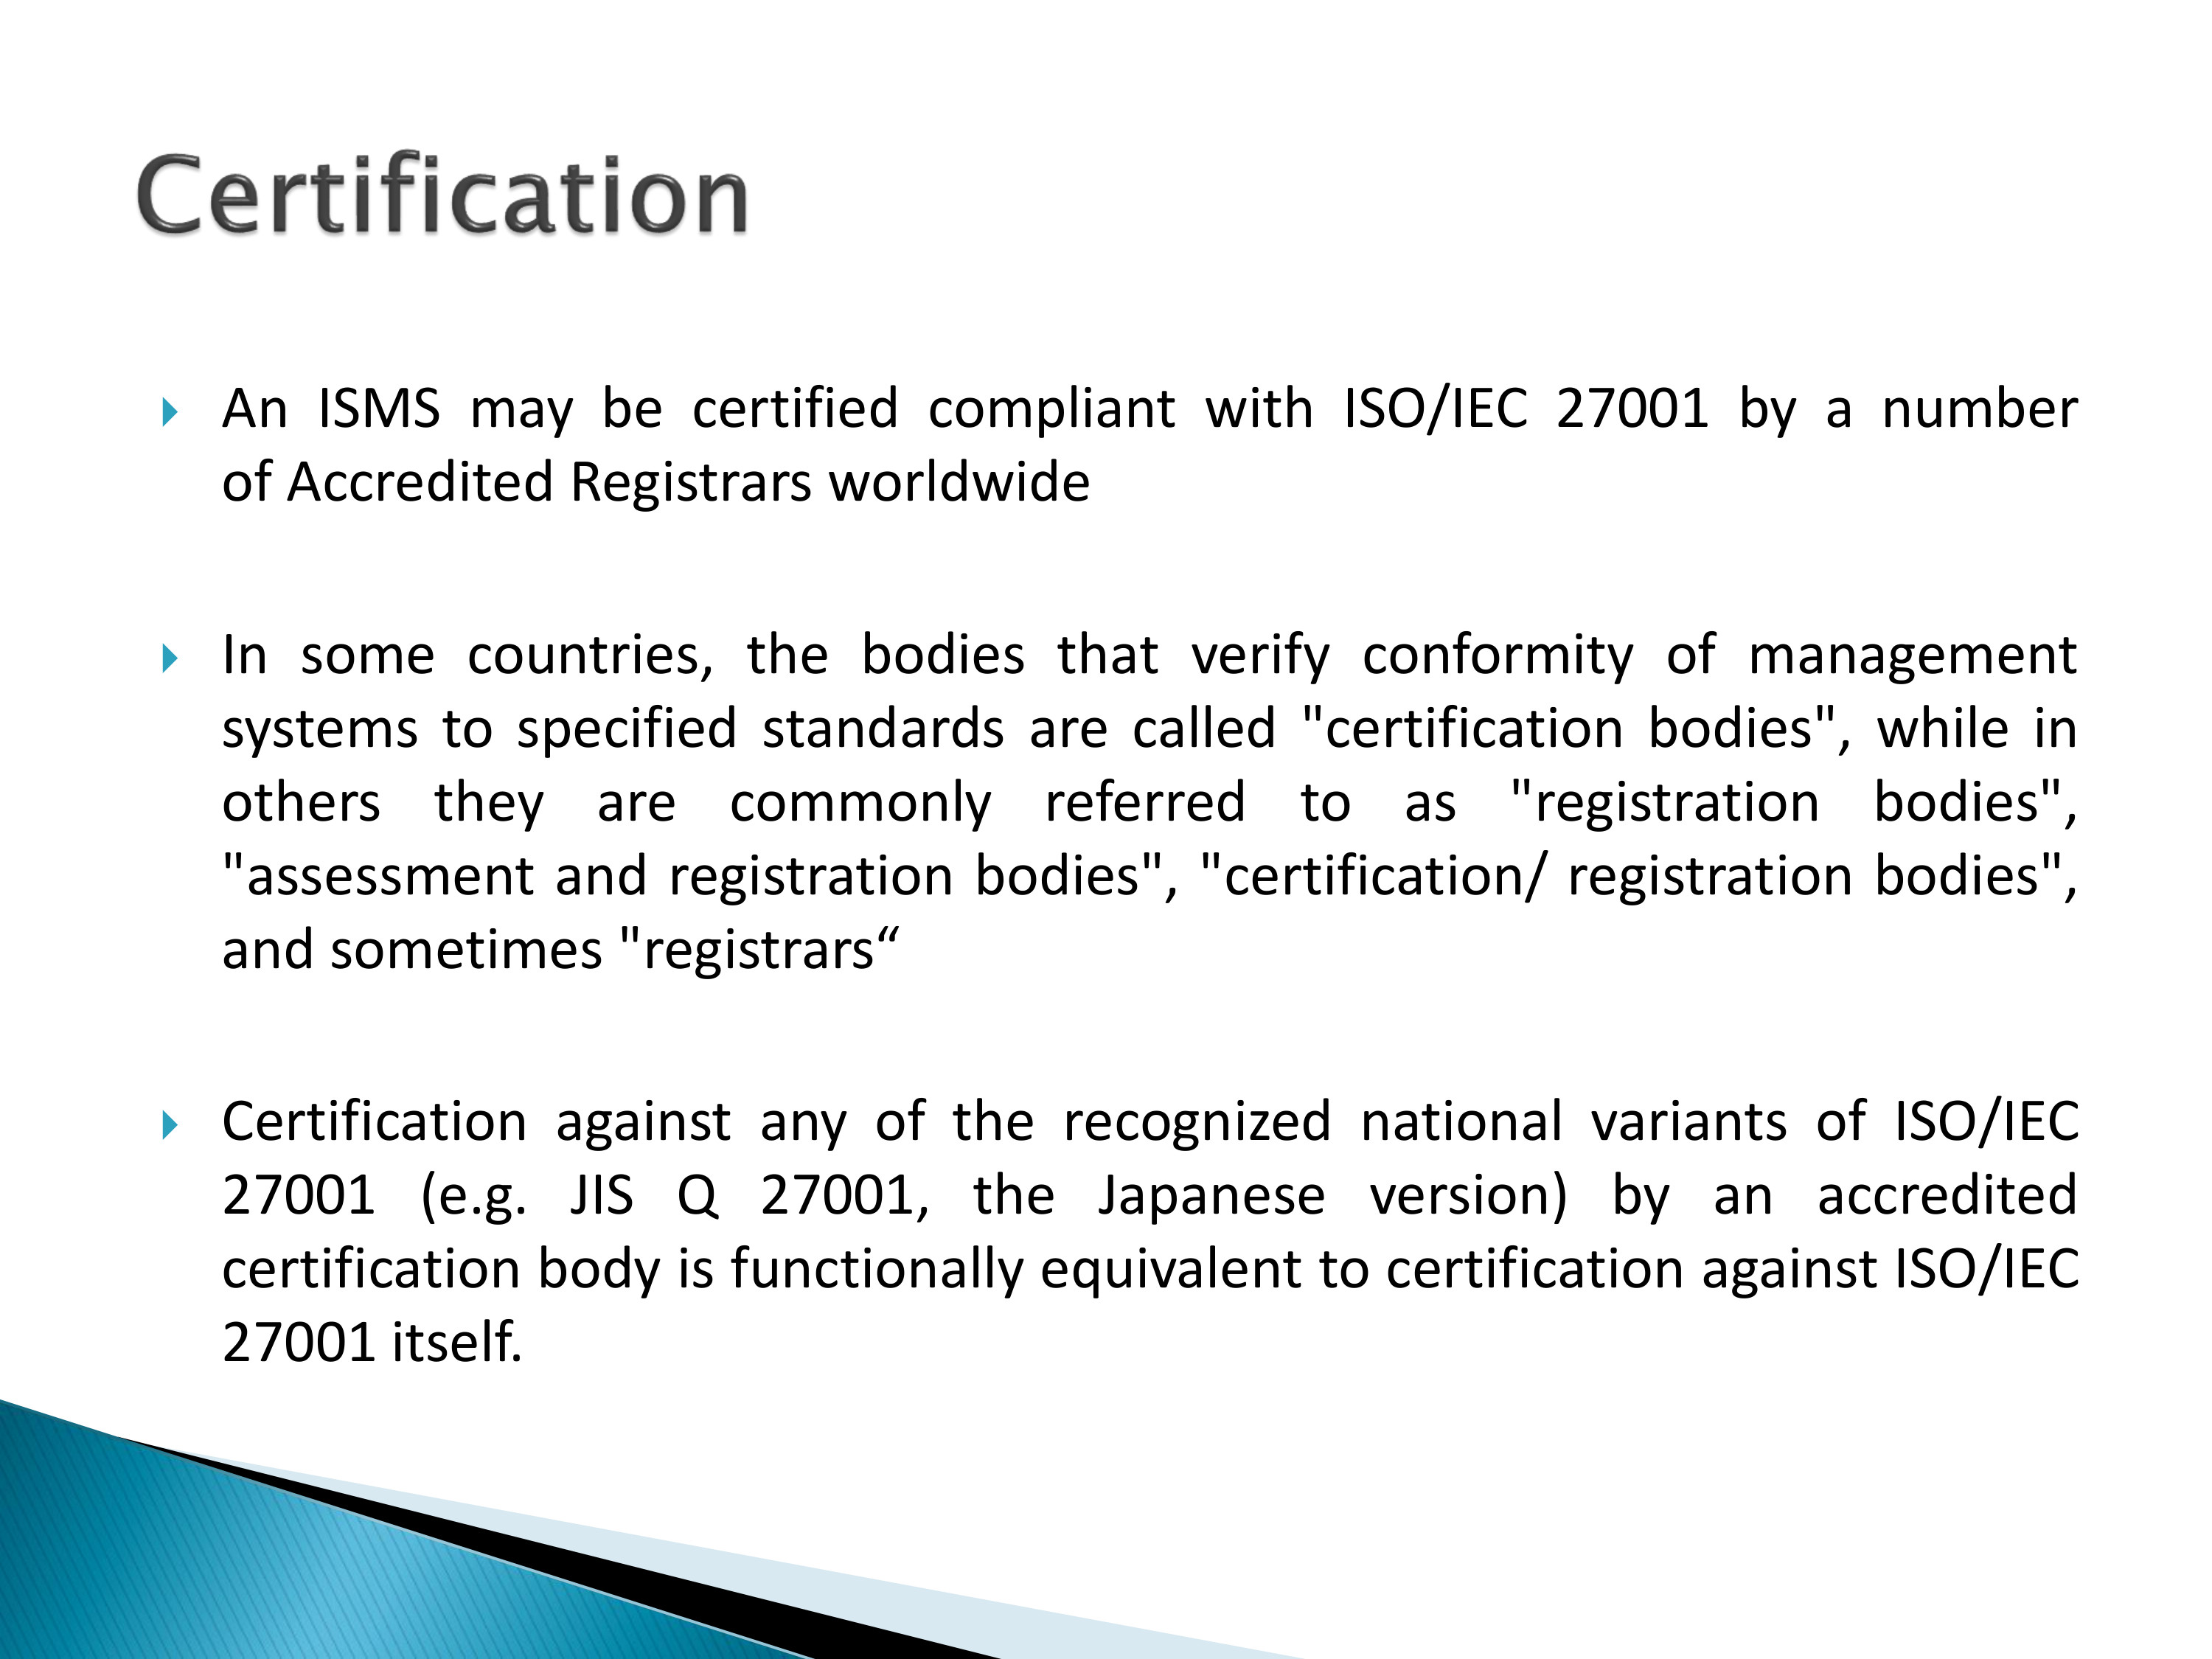 Certification
An ISMS may be certified compliant with ISO/IEC 27001 by a number
of Accredited Registrars worldwide
In some countries, the bodies that verify conformity of management
systems to specified standards are called "certification bodies", while in
others they are commonly referred to as "registration bodies",
"assessment and registration bodies", "certification/ registration bodies",
and sometimes "registrars“
Certification against any of the recognized national variants of ISO/IEC
27001 (e.g. JIS Q 27001, the Japanese version) by an accredited
certification body is functionally equivalent to certification against ISO/IEC
27001 itself.